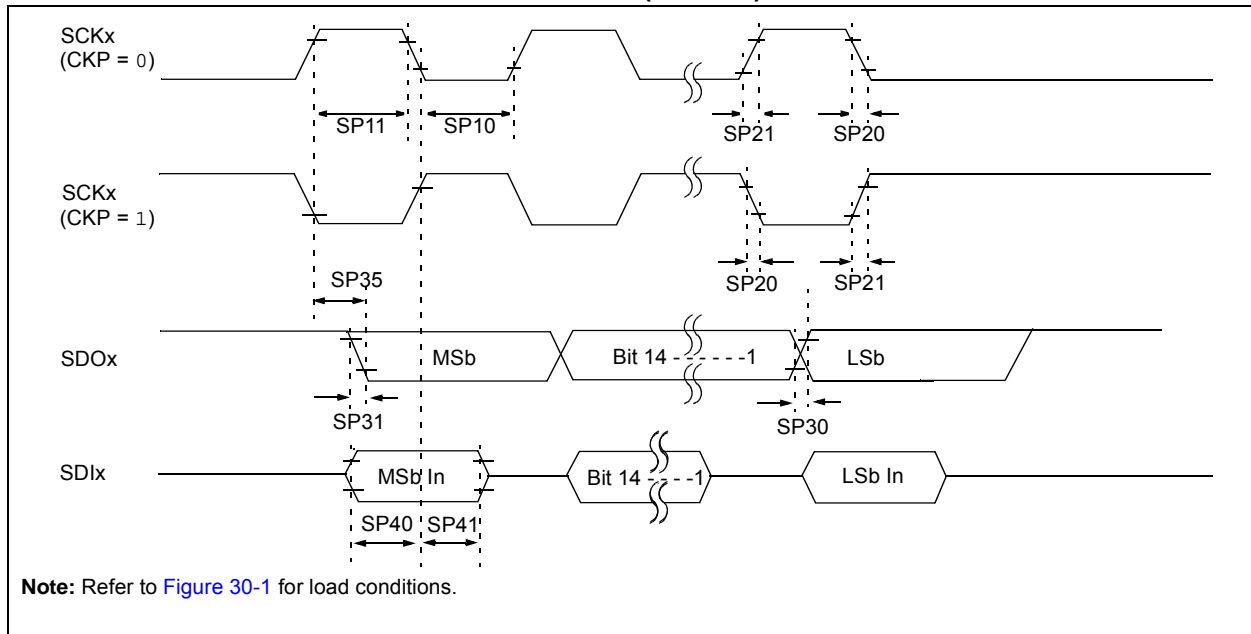 SCKx
(CKP = 0)
SP11
SP10
SP21
SP20
SCKx
(CKP = 1)
SP35
SP20
SP21
SDOx
MSb
Bit 14 - - - - - -1
LSb
SP31
SP30
SDIx
MSb In
Bit 14 - - - - -1
LSb In
SP40
SP41
Note: Refer to Figure 30-1 for load conditions.